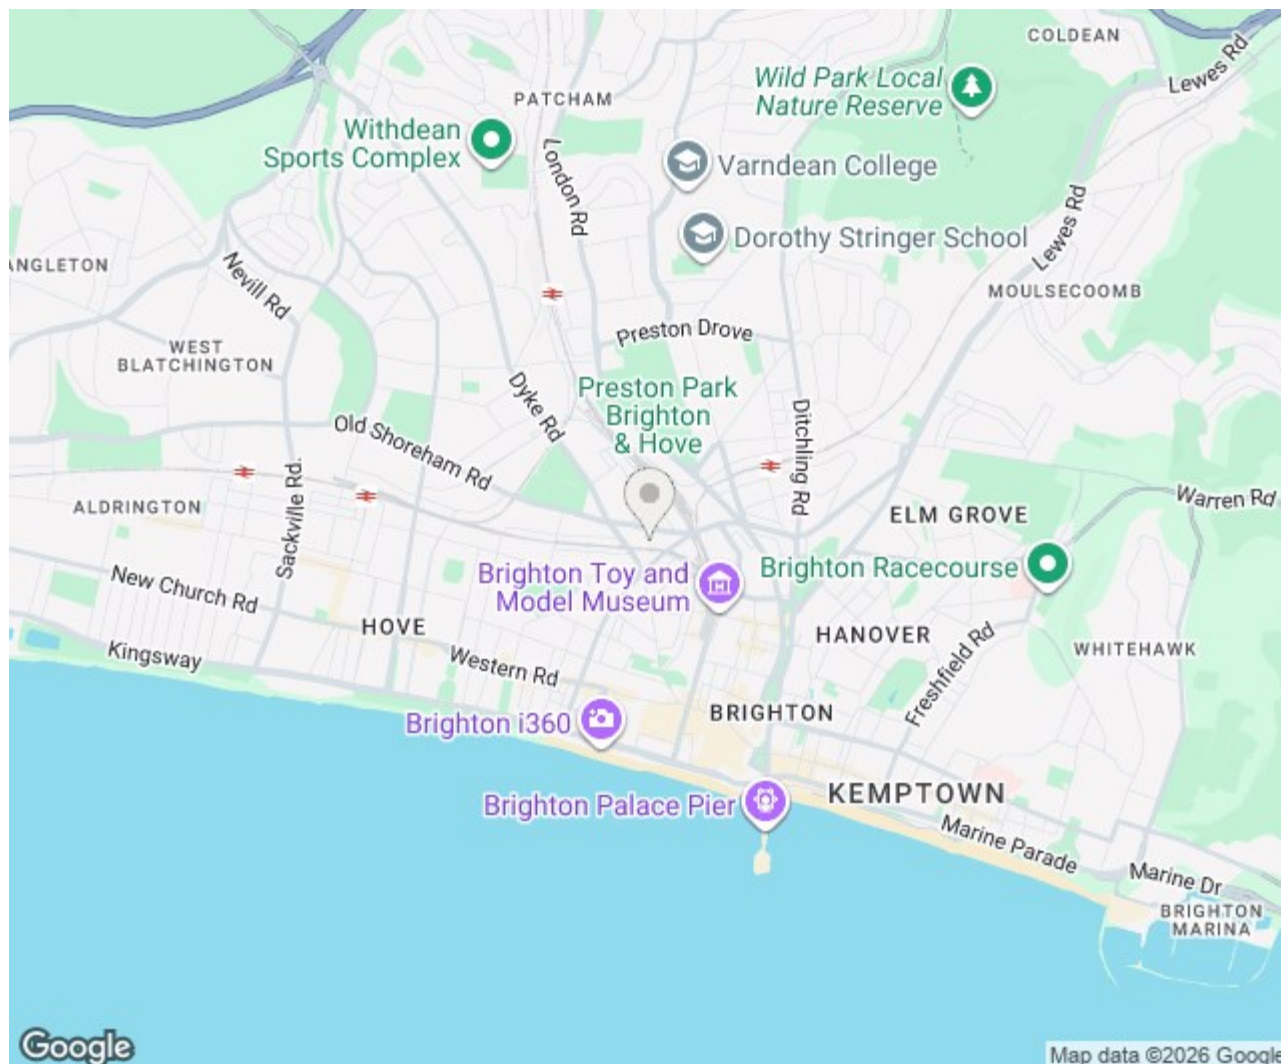 COLDEAN
Lewes Rd
Wild Park Local
Nature Reserve
PATCHAM
Withdean
Sports Complex
London Rd
Varndean College
Dorothy Stringer School
Lewes Rd
ANGLETON
Nevill Rd
MOULSECOOMB
Preston Drove
WEST
BLATCHINGTON
Dyke Rd
Preston Park
Brighton
& Hove
Ditchling Rd
Old Shoreham Rd
Sackville Rd.
Warren Rd
ALDRINGTON
ELM GROVE
Brighton Racecourse
Brighton Toy and
Model Museum
New Church Rd
HOVE
HANOVER
Freshfield Rd
WHITEHAWK
Kingsway
Western Rd
BRIGHTON
Brighton i360
Brighton Palace Pier
KEMPTOWN
Marine Parade
Marine Dr
BRIGHTON
MARINA
Google
Map data ©2026 Google